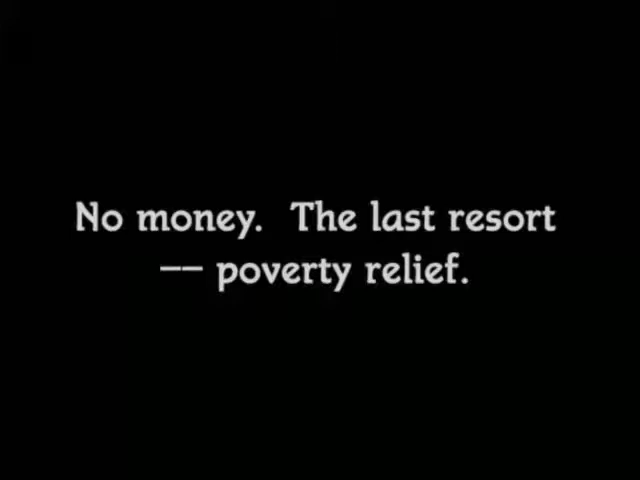 No money.  The last resort
-- poverty relief.